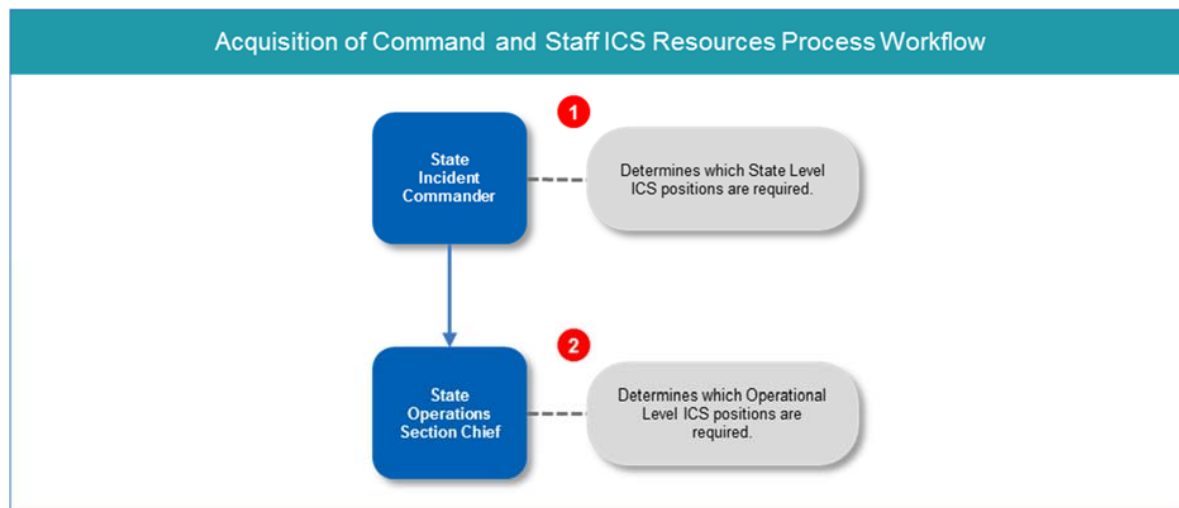 Acquisition of Command and Staff ICS Resources Process Workflow
1
State
Incident
Commander
Determines which State Level
ICS positions are required.
2
State
Operations
Section Chief
Determines which Operational
Level ICS positions are
required.